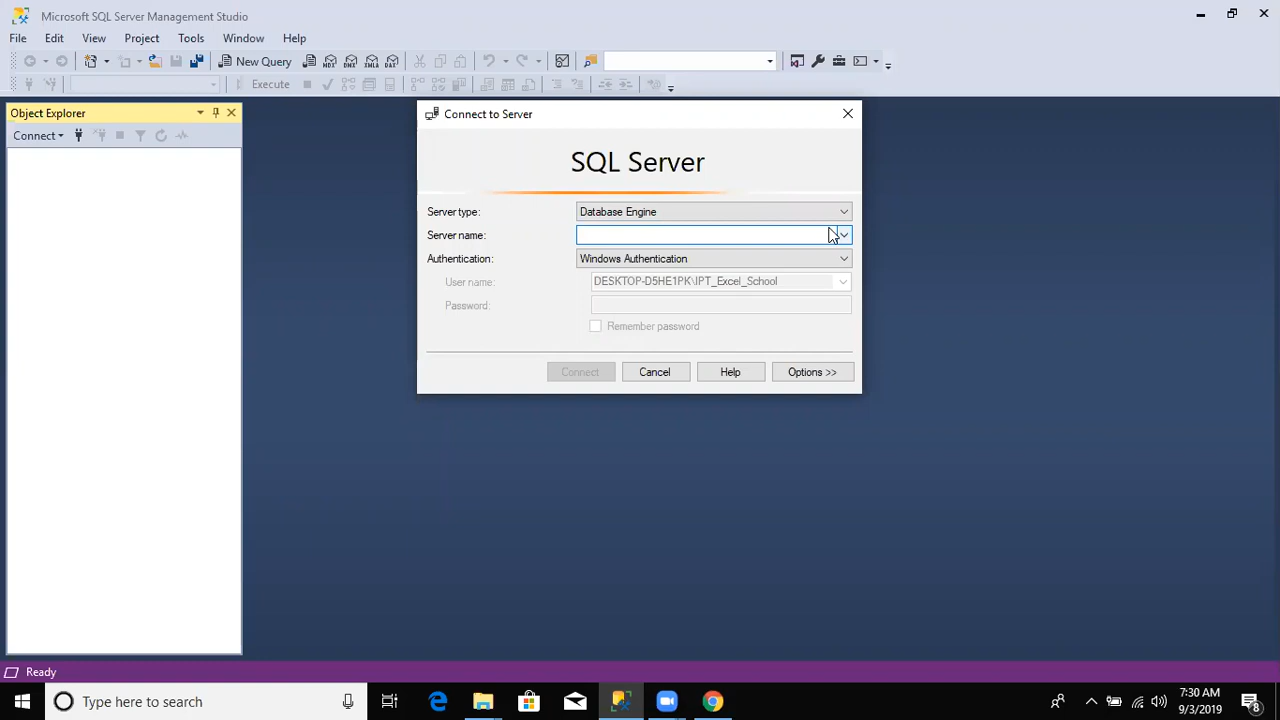 Microsoft SQL Server Management Studio
File Edit View Project Tools Window Help
New Query
Execute
Object Explorer
Connect
Connect to Server
SQL Server
Server type: Database Engine
Server name:
Authentication: Windows Authentication
User name: DESKTOP-D5HE1PK\IPT_Excel_School
Password:
Remember password
Connect Cancel Help Options >>
Ready
Type here to search
7:30 AM
9/3/2019
8